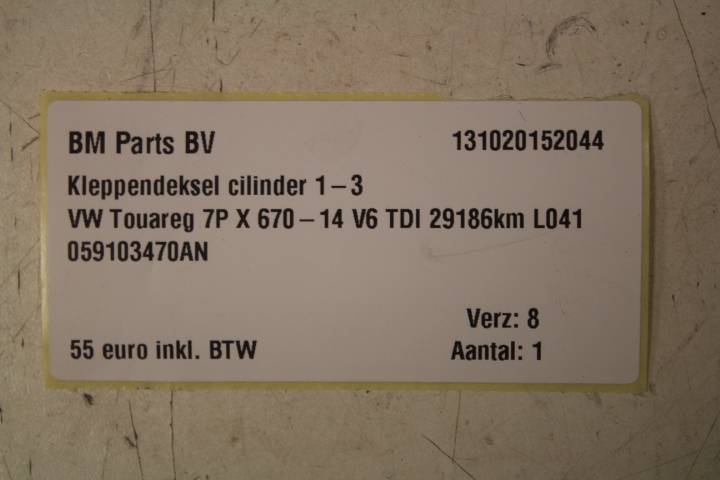 BM Parts BV 131020152044
Kleppendeksel cilinder 1-3
VW Touareg 7P X 670-14 V6 TDI 29186km L041
059103470AN
Verz: 8
55 euro inkl. BTW Aantal: 1